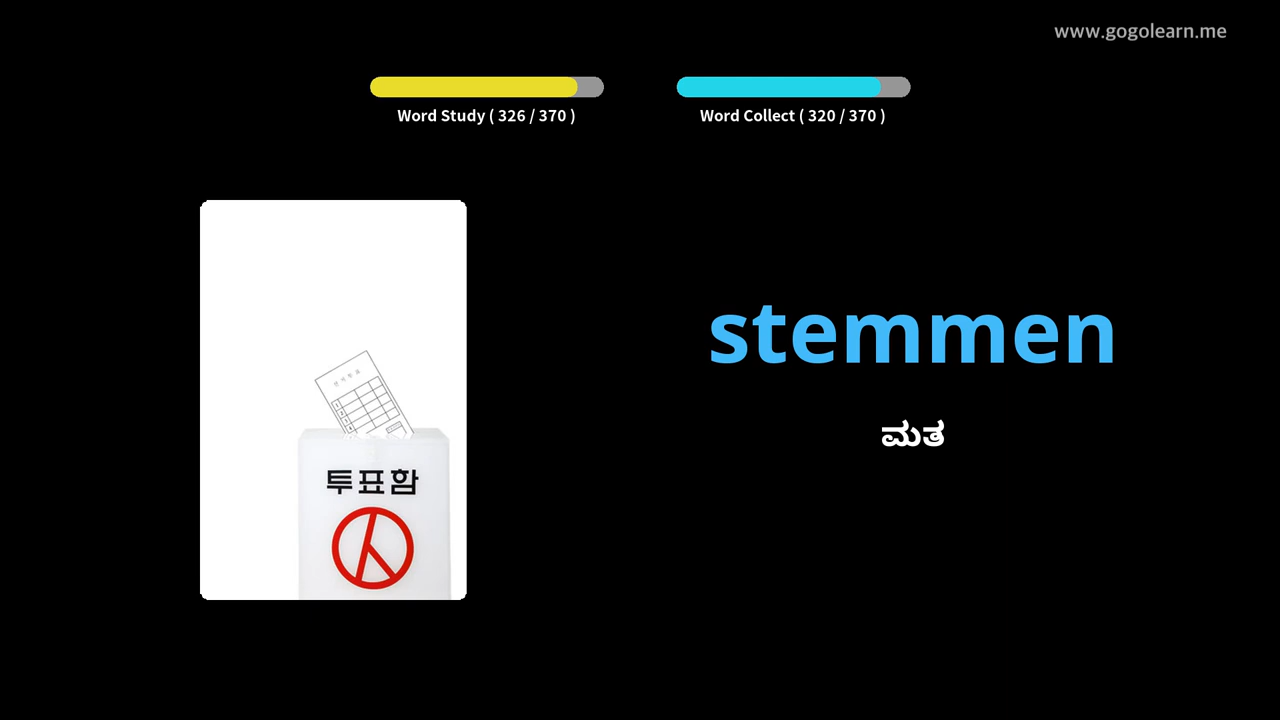 www.gogolearn.me
Word Study ( 326 / 370 )
Word Collect ( 320 / 370 )
stemmen
ಮತ
투표함